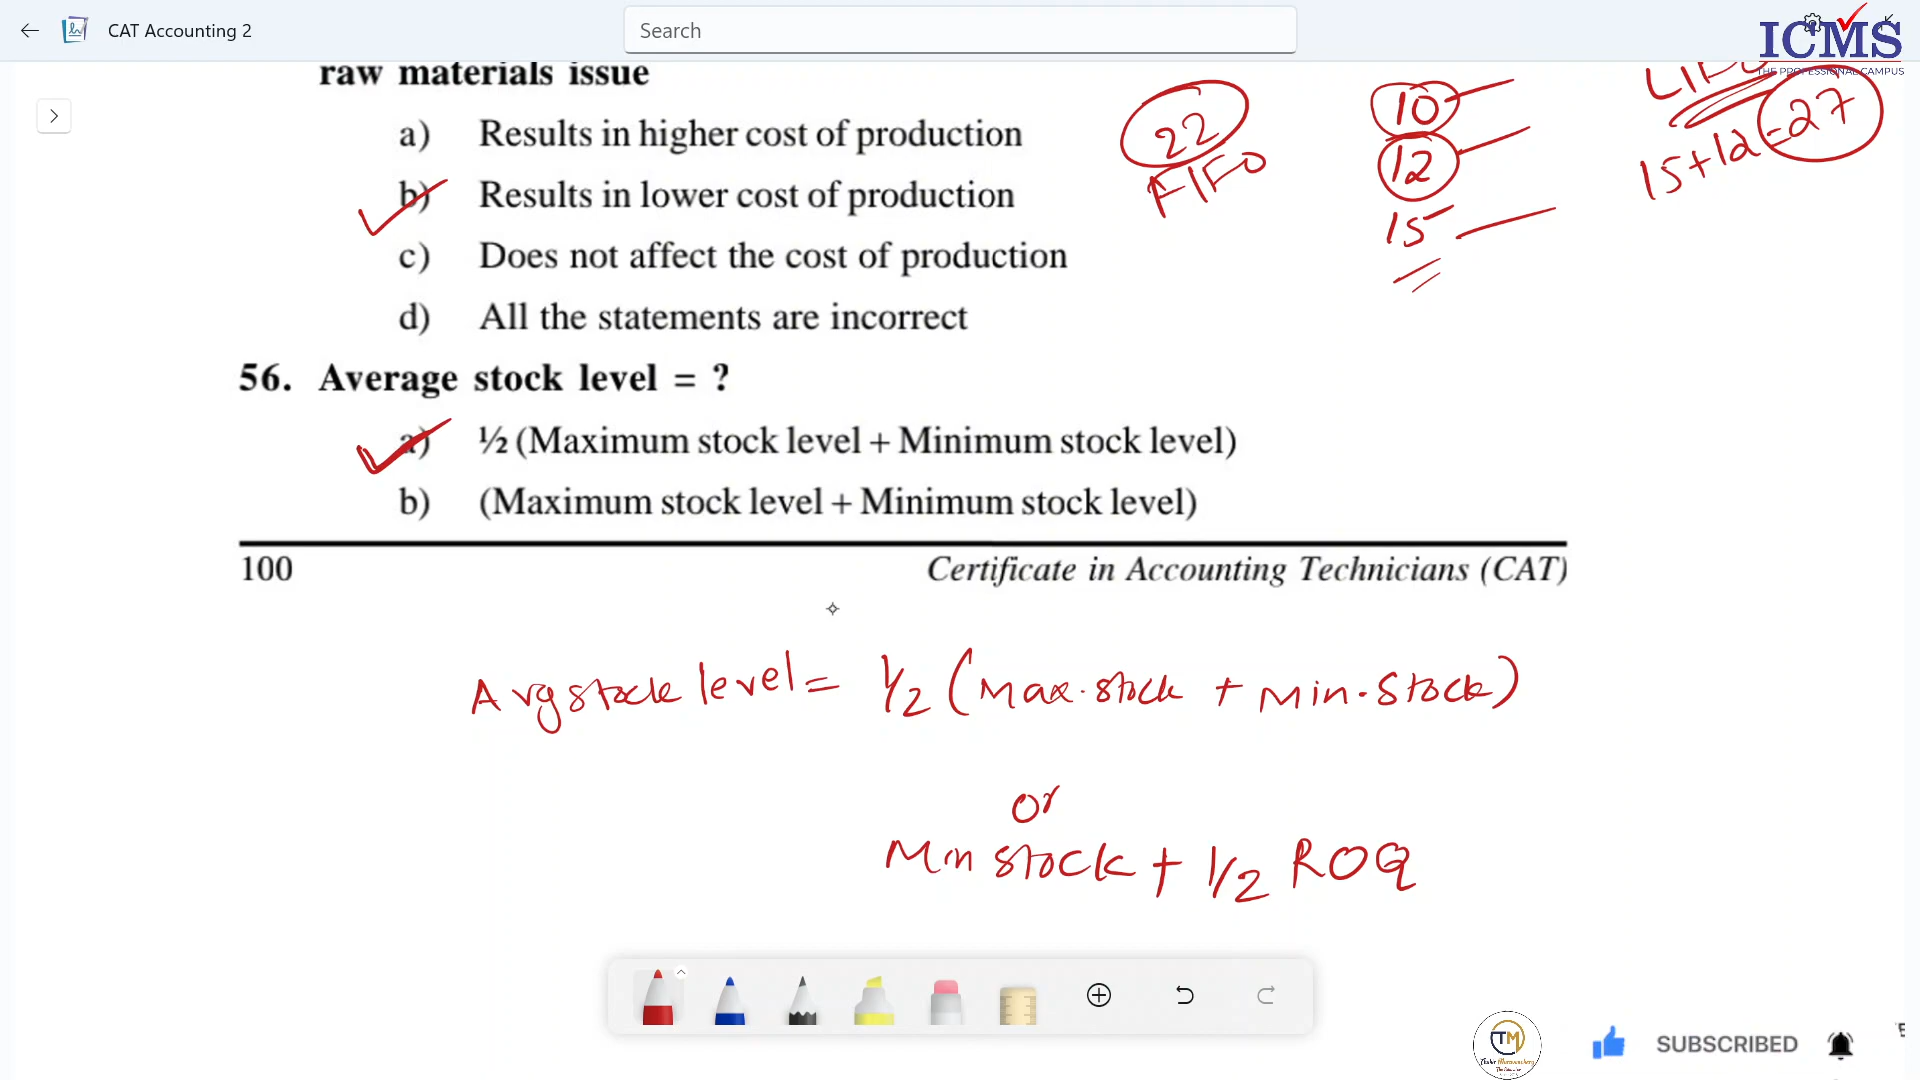 CAT Accounting 2
Search
ICMS
THE PROFESSIONAL CAMPUS
raw materials issue
a) Results in higher cost of production
b) Results in lower cost of production
c) Does not affect the cost of production
d) All the statements are incorrect
22
FIFO
10
12
15
15+12=27
56. Average stock level = ?
a) ½ (Maximum stock level + Minimum stock level)
b) (Maximum stock level + Minimum stock level)
100 Certificate in Accounting Technicians (CAT)
Avg stock level = 1/2 (Max.stock + Min.Stock)
or
Min stock + 1/2 ROQ
TM
SUBSCRIBED